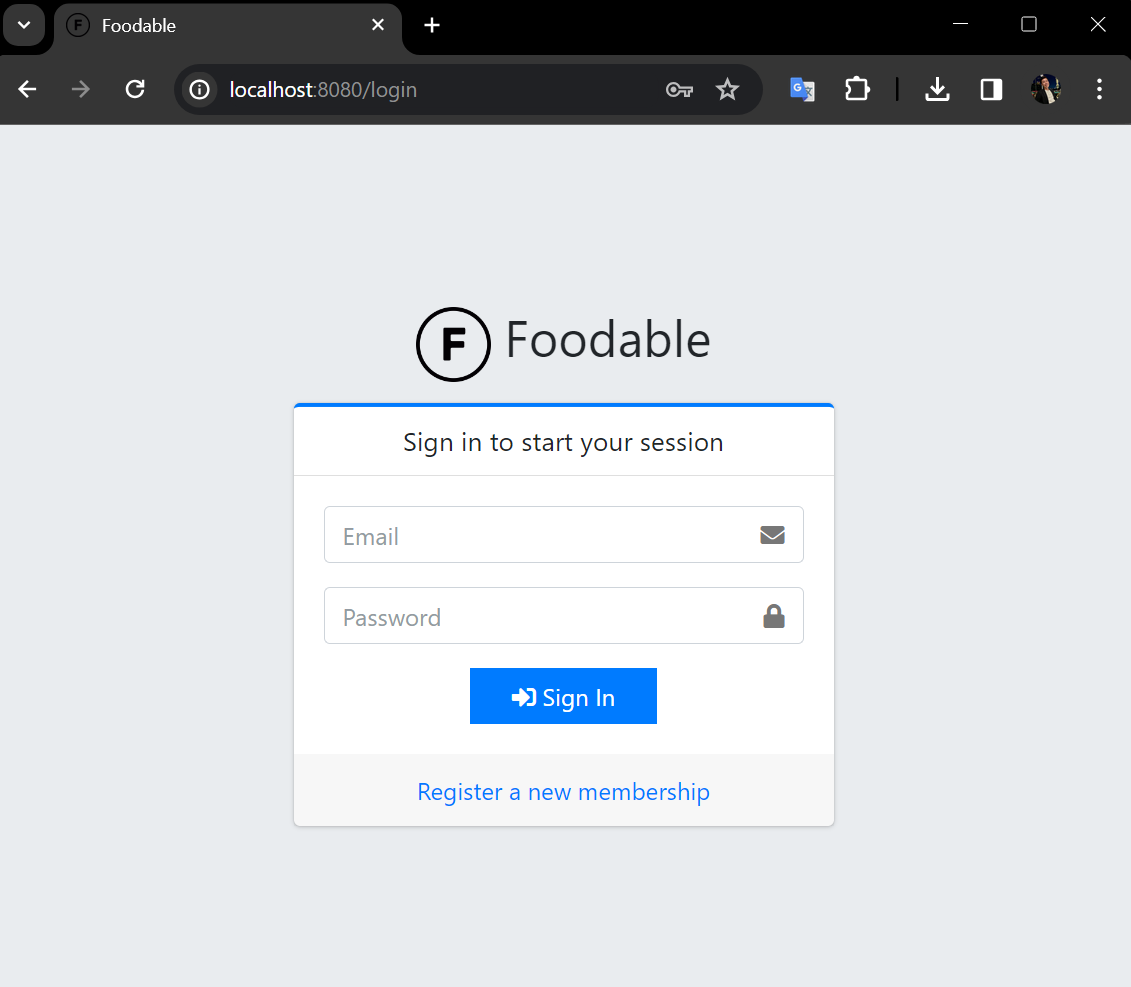 F Foodable
localhost:8080/login
F Foodable
Sign in to start your session
Email
Password
Sign In
Register a new membership